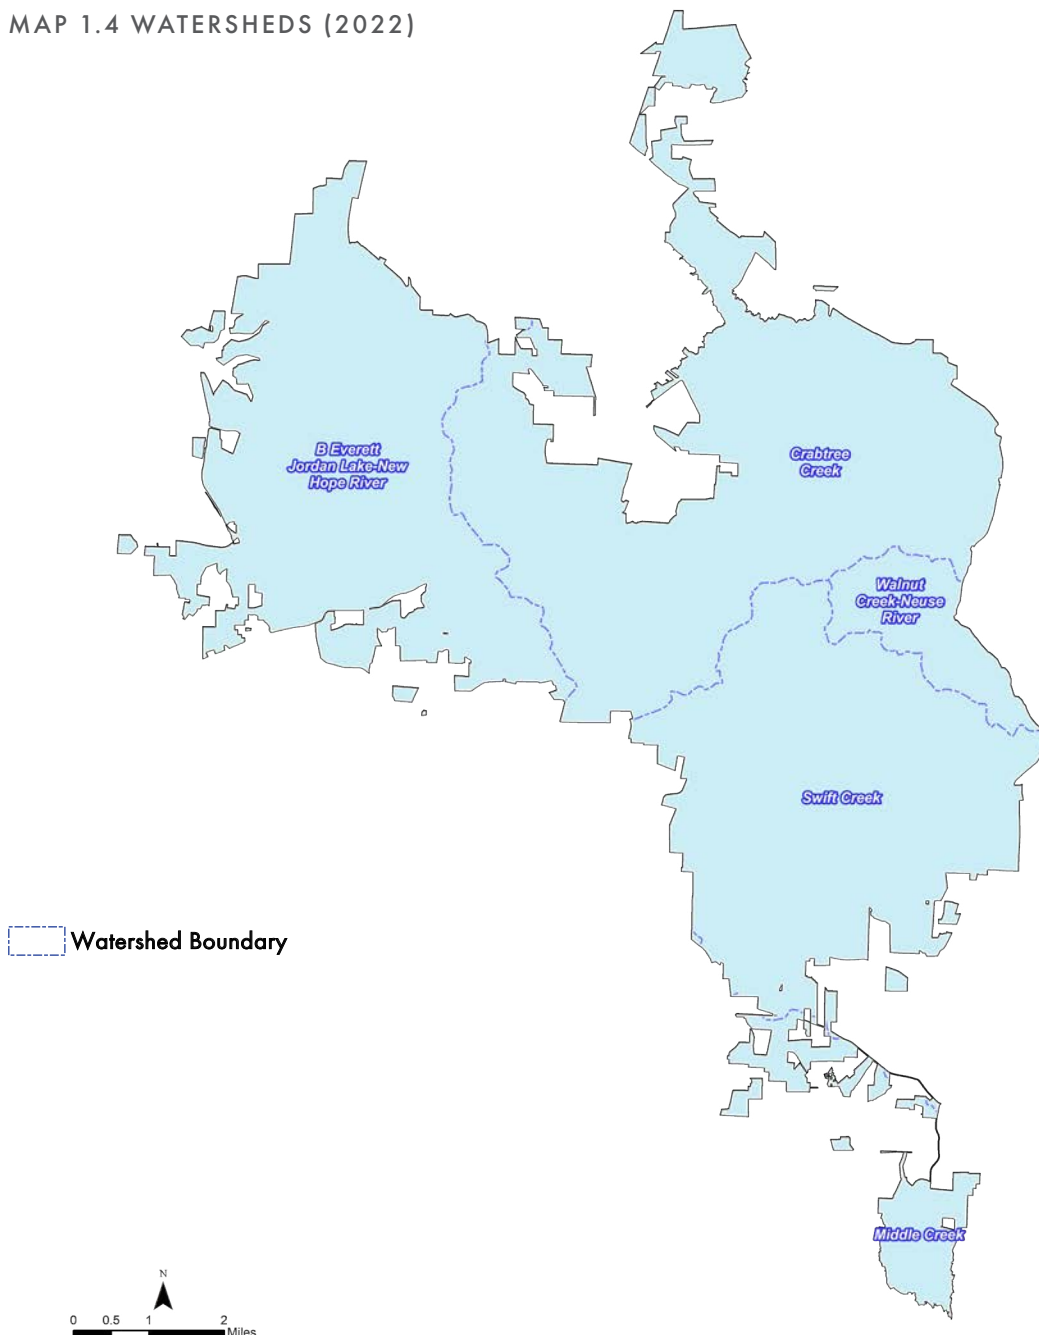 MAP 1.4 WATERSHEDS (2022)
B Everett
Jordan Lake-New
Hope River
Crabtree
Creek
Walnut
Creek-Neuse
River
Swift Creek
Watershed Boundary
Middle Creek
N
0 0.5 1 2
Miles